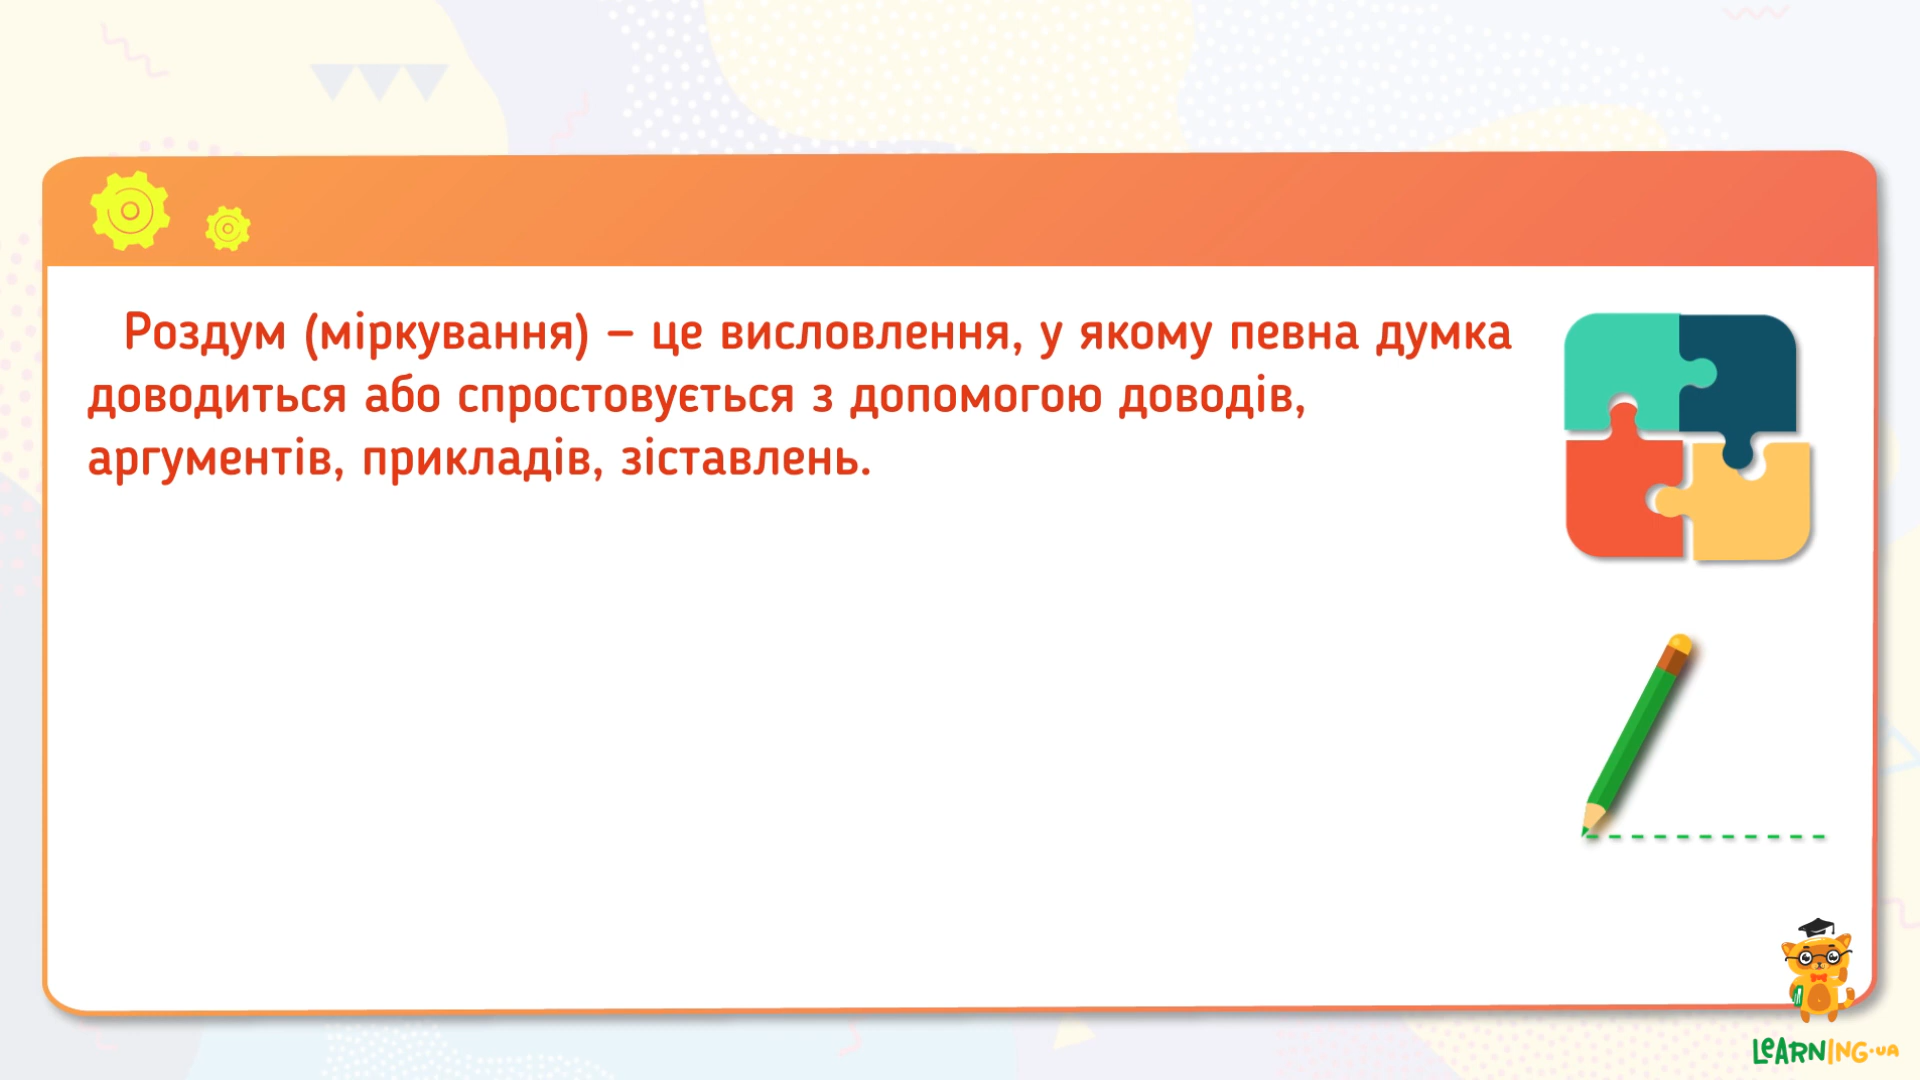 Роздум (міркування) – це висловлення, у якому певна думка
доводиться або спростовується з допомогою доводів,
аргументів, прикладів, зіставлень.
LEARNING.UA